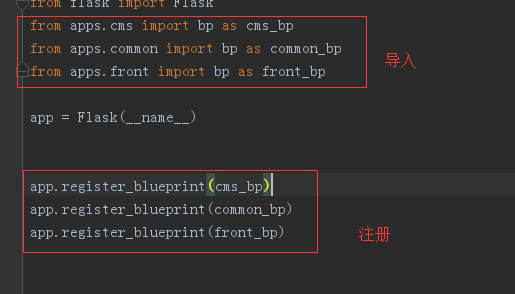 from flask import Flask
from apps.cms import bp as cms_bp
from apps.common import bp as common_bp
from apps.front import bp as front_bp
导入
app = Flask(__name__)
app.register_blueprint(cms_bp)
app.register_blueprint(common_bp)
app.register_blueprint(front_bp)
注册